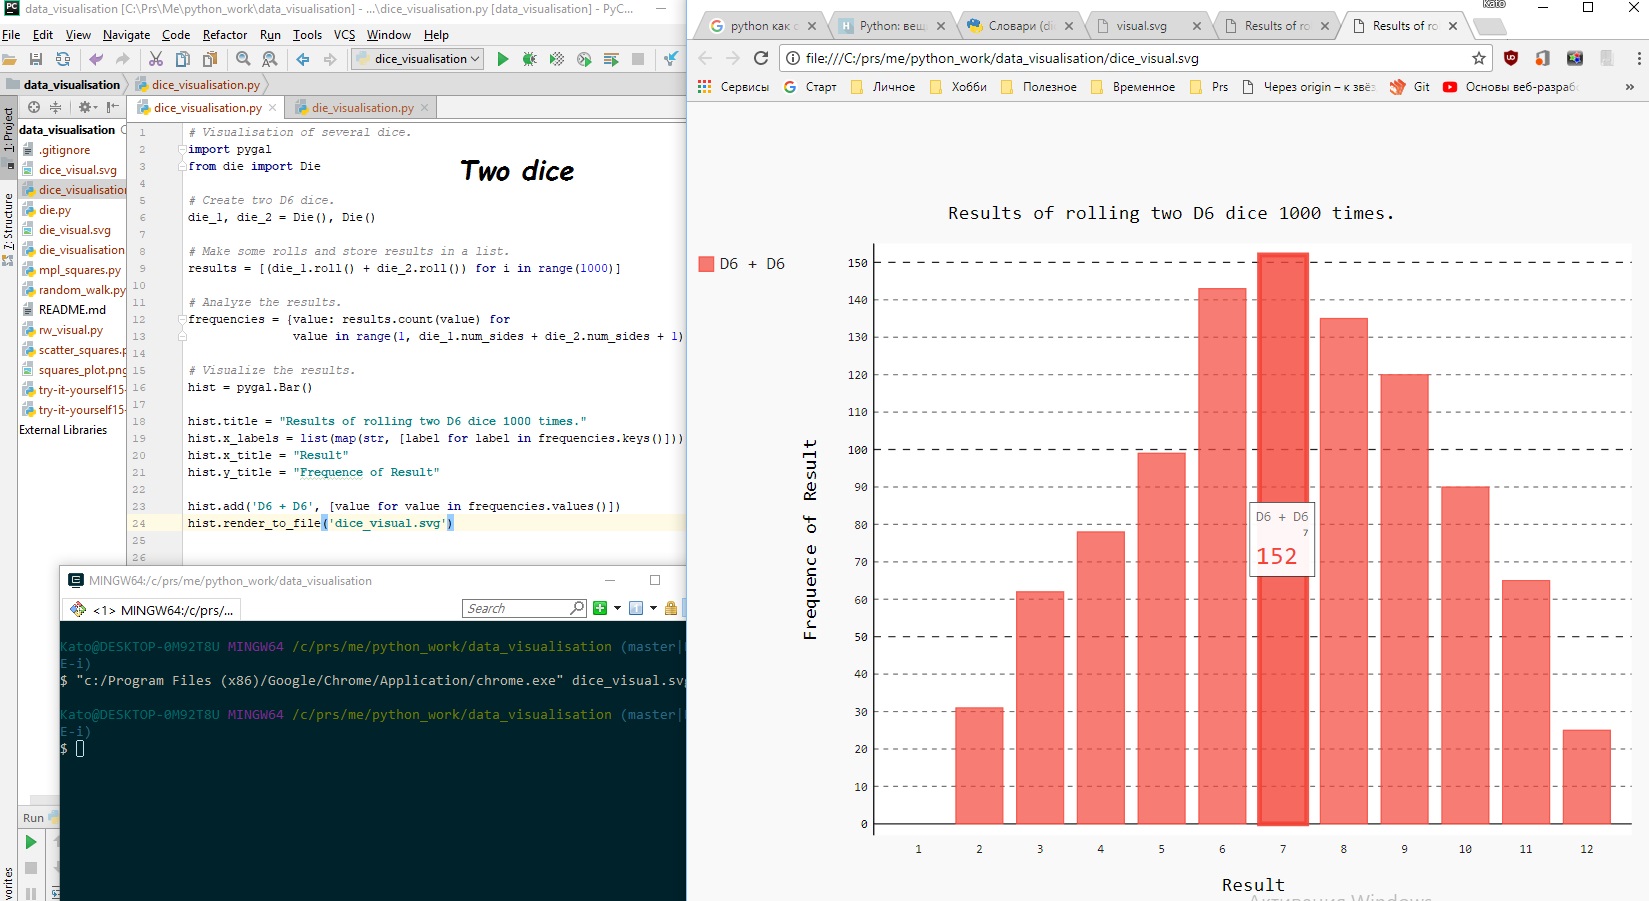 data_visualisation [C:\Prs\Me\python_work\data_visualisation] - ...\dice_visualisation.py [data_visualisation] - PyC...
File Edit View Navigate Code Refactor Run Tools VCS Window Help
dice_visualisation
data_visualisation dice_visualisation.py
dice_visualisation.py die_visualisation.py
1: Project
7: Structure
data_visualisation
.gitignore
dice_visual.svg
dice_visualisation
die.py
die_visual.svg
die_visualisation
mpl_squares.py
random_walk.py
README.md
rw_visual.py
scatter_squares.p
squares_plot.png
try-it-yourself15-
try-it-yourself15-
External Libraries
Run
vorites
Two dice
1 # Visualisation of several dice.
2 import pygal
3 from die import Die
4
5 # Create two D6 dice.
6 die_1, die_2 = Die(), Die()
7
8 # Make some rolls and store results in a list.
9 results = [(die_1.roll() + die_2.roll()) for i in range(1000)]
10
11 # Analyze the results.
12 frequencies = {value: results.count(value) for
13 value in range(1, die_1.num_sides + die_2.num_sides + 1)
14
15 # Visualize the results.
16 hist = pygal.Bar()
17
18 hist.title = "Results of rolling two D6 dice 1000 times."
19 hist.x_labels = list(map(str, [label for label in frequencies.keys()]))
20 hist.x_title = "Result"
21 hist.y_title = "Frequence of Result"
22
23 hist.add('D6 + D6', [value for value in frequencies.values()])
24 hist.render_to_file('dice_visual.svg')
25
26
MINGW64:/c/prs/me/python_work/data_visualisation
<1> MINGW64:/c/prs/...
Search
Kato@DESKTOP-0M92T8U MINGW64 /c/prs/me/python_work/data_visualisation (master|
E-i)
$ "c:/Program Files (x86)/Google/Chrome/Application/chrome.exe" dice_visual.svg
Kato@DESKTOP-0M92T8U MINGW64 /c/prs/me/python_work/data_visualisation (master|
E-i)
$
Kato
python как с Python: вещ Словари (di visual.svg Results of ro Results of ro
file:///C:/prs/me/python_work/data_visualisation/dice_visual.svg
Сервисы Старт Личное Хобби Полезное Временное Prs Через origin – к звёз Git Основы веб-разраб »
Results of rolling two D6 dice 1000 times.
D6 + D6
150
140
130
120
110
100
90
80
70
60
50
40
30
20
10
0
Frequence of Result
D6 + D6
7
152
1 2 3 4 5 6 7 8 9 10 11 12
Result
Активация Windows